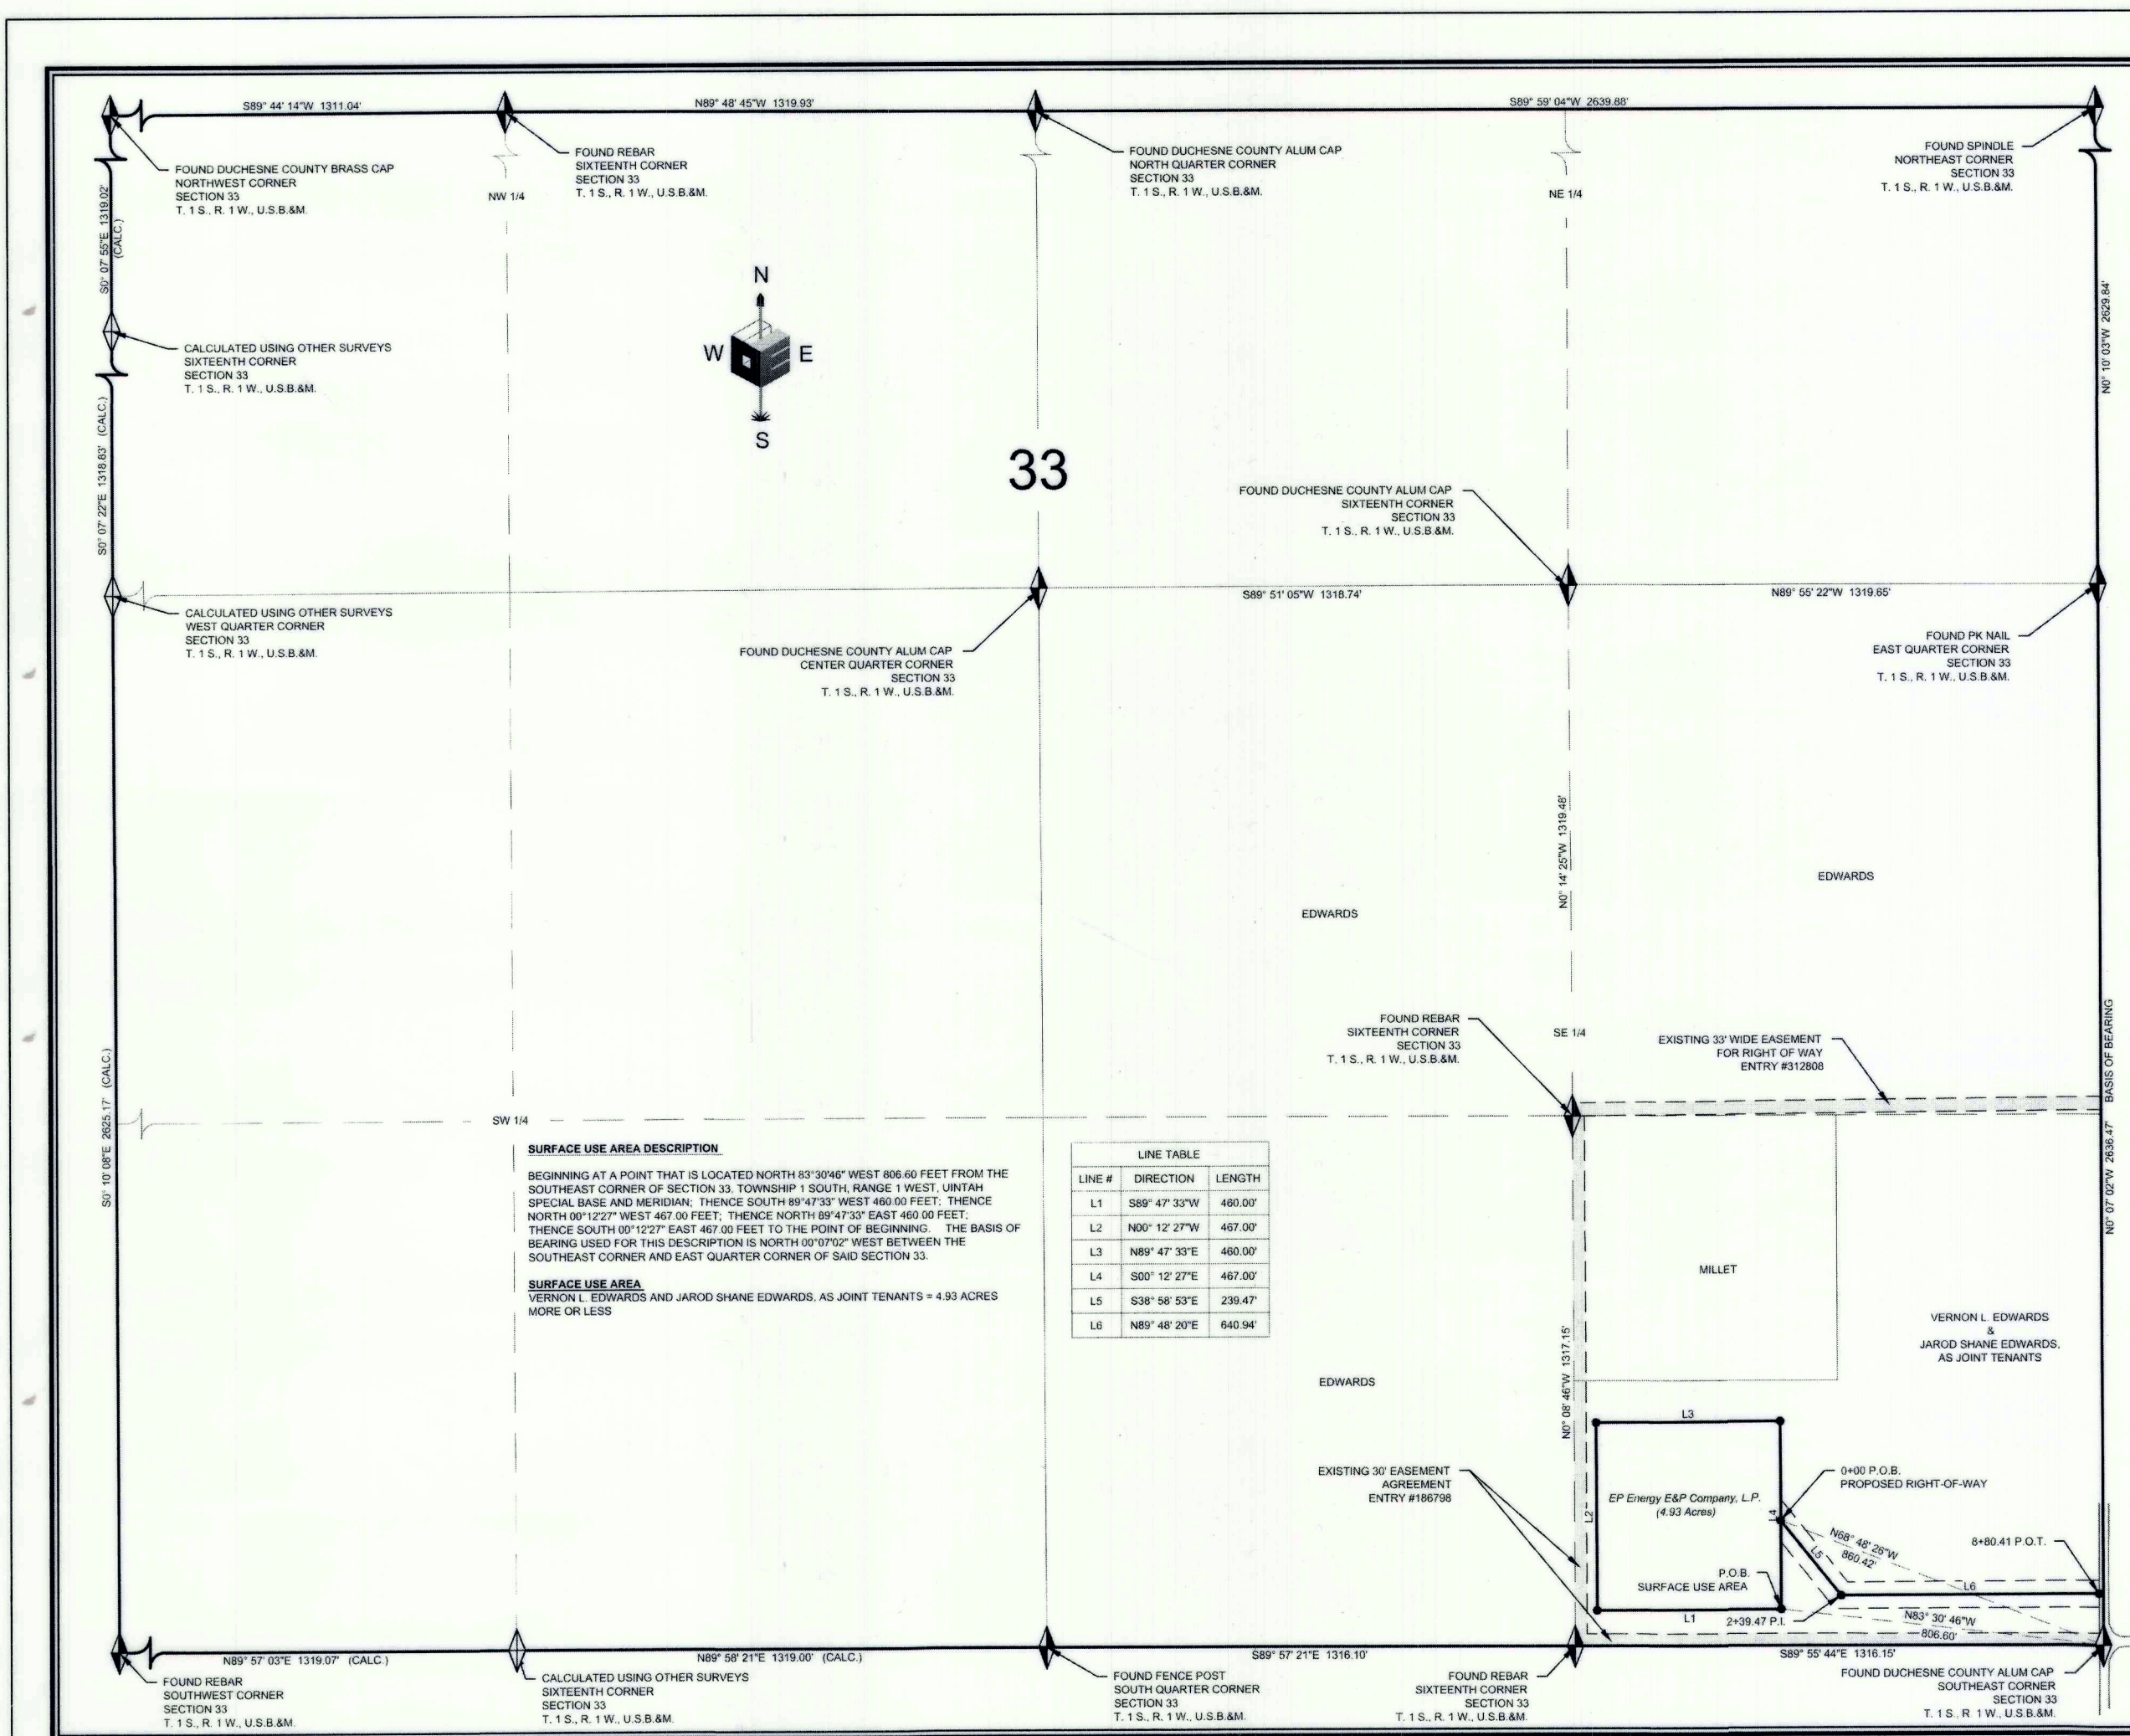 S89° 44' 14"W 1311.04'
N89° 48' 45"W 1319.93'
S89° 59' 04"W 2639.88'
FOUND DUCHESNE COUNTY BRASS CAP
NORTHWEST CORNER
SECTION 33
T. 1 S., R. 1 W., U.S.B.&M.
FOUND REBAR
SIXTEENTH CORNER
SECTION 33
T. 1 S., R. 1 W., U.S.B.&M.
FOUND DUCHESNE COUNTY ALUM CAP
NORTH QUARTER CORNER
SECTION 33
T. 1 S., R. 1 W., U.S.B.&M.
FOUND SPINDLE
NORTHEAST CORNER
SECTION 33
T. 1 S., R. 1 W., U.S.B.&M.
NW 1/4
NE 1/4
S0° 07' 55"E 1319.02'
(CALC.)
N
W E
S
N0° 10' 03"W 2629.84'
CALCULATED USING OTHER SURVEYS
SIXTEENTH CORNER
SECTION 33
T. 1 S., R. 1 W., U.S.B.&M.
S0° 07' 22"E 1318.83' (CALC.)
33
FOUND DUCHESNE COUNTY ALUM CAP
SIXTEENTH CORNER
SECTION 33
T. 1 S., R. 1 W., U.S.B.&M.
S89° 51' 05"W 1318.74'
N89° 55' 22"W 1319.65'
CALCULATED USING OTHER SURVEYS
WEST QUARTER CORNER
SECTION 33
T. 1 S., R. 1 W., U.S.B.&M.
FOUND DUCHESNE COUNTY ALUM CAP
CENTER QUARTER CORNER
SECTION 33
T. 1 S., R. 1 W., U.S.B.&M.
FOUND PK NAIL
EAST QUARTER CORNER
SECTION 33
T. 1 S., R. 1 W., U.S.B.&M.
N0° 14' 25"W 1319.48'
EDWARDS
EDWARDS
FOUND REBAR
SIXTEENTH CORNER
SECTION 33
T. 1 S., R. 1 W., U.S.B.&M.
SE 1/4
EXISTING 33' WIDE EASEMENT
FOR RIGHT OF WAY
ENTRY #312808
N0° 07' 02"W 2636.47' BASIS OF BEARING
S0° 10' 08"E 2625.17' (CALC.)
SW 1/4
SURFACE USE AREA DESCRIPTION
BEGINNING AT A POINT THAT IS LOCATED NORTH 83°30'46" WEST 806.60 FEET FROM THE
SOUTHEAST CORNER OF SECTION 33, TOWNSHIP 1 SOUTH, RANGE 1 WEST, UINTAH
SPECIAL BASE AND MERIDIAN; THENCE SOUTH 89°47'33" WEST 460.00 FEET; THENCE
NORTH 00°12'27" WEST 467.00 FEET; THENCE NORTH 89°47'33" EAST 460.00 FEET;
THENCE SOUTH 00°12'27" EAST 467.00 FEET TO THE POINT OF BEGINNING. THE BASIS OF
BEARING USED FOR THIS DESCRIPTION IS NORTH 00°07'02" WEST BETWEEN THE
SOUTHEAST CORNER AND EAST QUARTER CORNER OF SAID SECTION 33.
SURFACE USE AREA
VERNON L. EDWARDS AND JAROD SHANE EDWARDS, AS JOINT TENANTS = 4.93 ACRES
MORE OR LESS
LINE TABLE
LINE # DIRECTION LENGTH
L1 S89° 47' 33"W 460.00'
L2 N00° 12' 27"W 467.00'
L3 N89° 47' 33"E 460.00'
L4 S00° 12' 27"E 467.00'
L5 S38° 58' 53"E 239.47'
L6 N89° 48' 20"E 640.94'
MILLET
VERNON L. EDWARDS
&
JAROD SHANE EDWARDS,
AS JOINT TENANTS
EDWARDS
N0° 08' 46"W 1317.15'
L3
EXISTING 30' EASEMENT
AGREEMENT
ENTRY #186798
0+00 P.O.B.
PROPOSED RIGHT-OF-WAY
EP Energy E&P Company, L.P.
(4.93 Acres)
L2
L4
N68° 48' 26"W
860.42'
L5
8+80.41 P.O.T.
P.O.B.
SURFACE USE AREA
L6
L1
2+39.47 P.I.
N83° 30' 46"W
806.60'
N89° 57' 03"E 1319.07' (CALC.)
N89° 58' 21"E 1319.00' (CALC.)
S89° 57' 21"E 1316.10'
S89° 55' 44"E 1316.15'
FOUND REBAR
SOUTHWEST CORNER
SECTION 33
T. 1 S., R. 1 W., U.S.B.&M.
CALCULATED USING OTHER SURVEYS
SIXTEENTH CORNER
SECTION 33
T. 1 S., R. 1 W., U.S.B.&M.
FOUND FENCE POST
SOUTH QUARTER CORNER
SECTION 33
T. 1 S., R. 1 W., U.S.B.&M.
FOUND REBAR
SIXTEENTH CORNER
SECTION 33
T. 1 S., R. 1 W., U.S.B.&M.
FOUND DUCHESNE COUNTY ALUM CAP
SOUTHEAST CORNER
SECTION 33
T. 1 S., R. 1 W., U.S.B.&M.